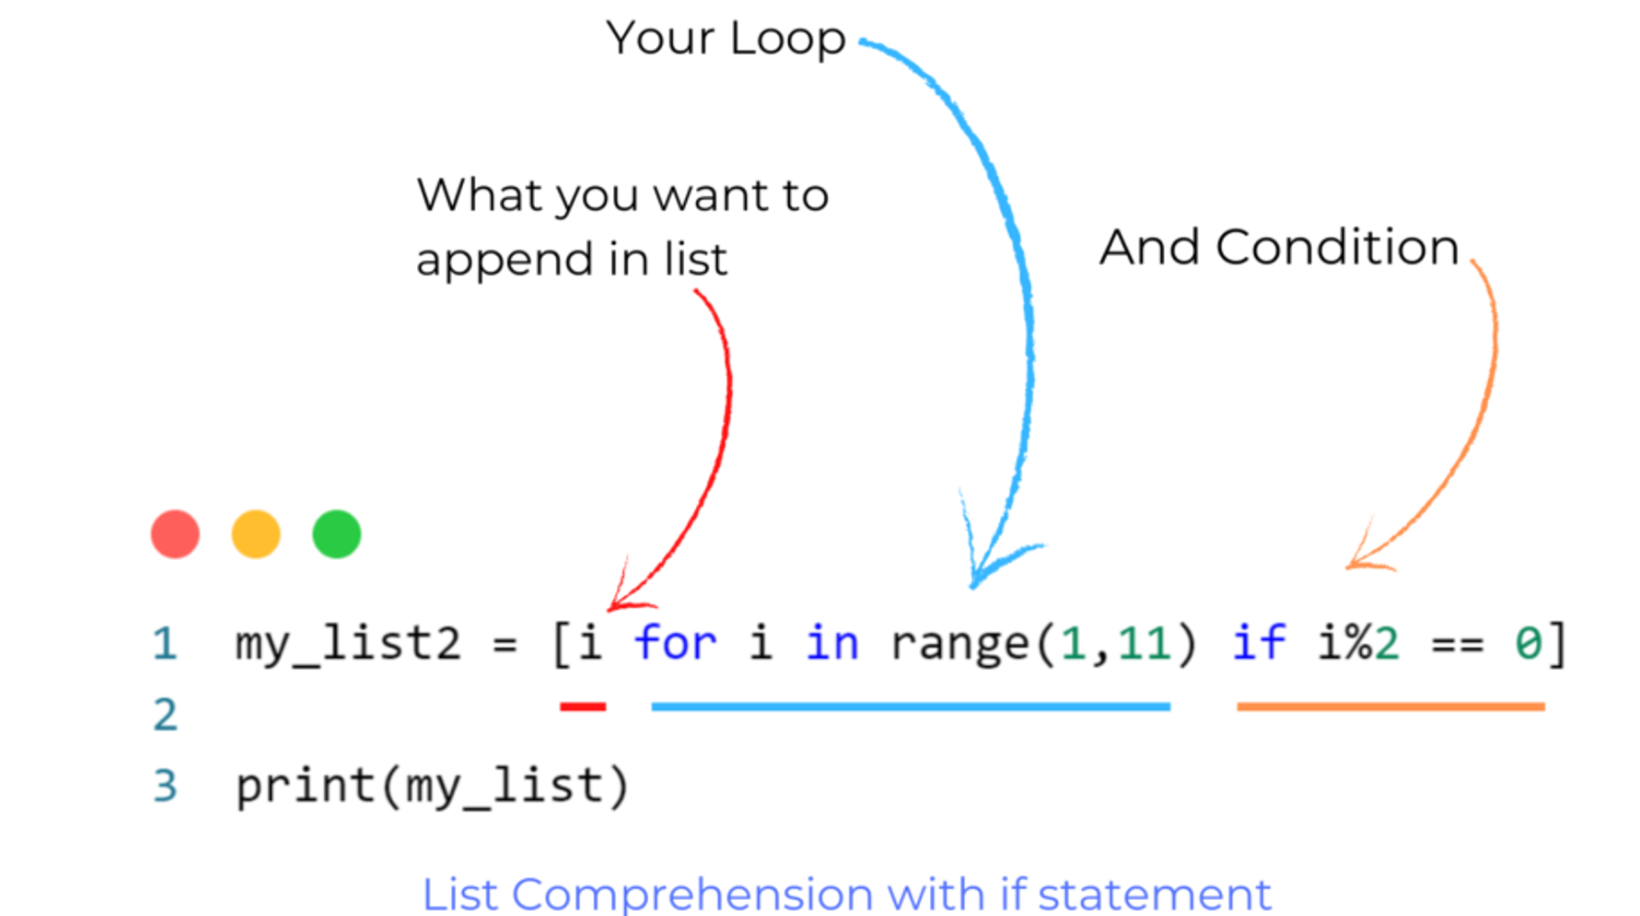 Your Loop
What you want to
append in list
And Condition
1 my_list2 = [i for i in range(1,11) if i%2 == 0]
2
3 print(my_list)
List Comprehension with if statement